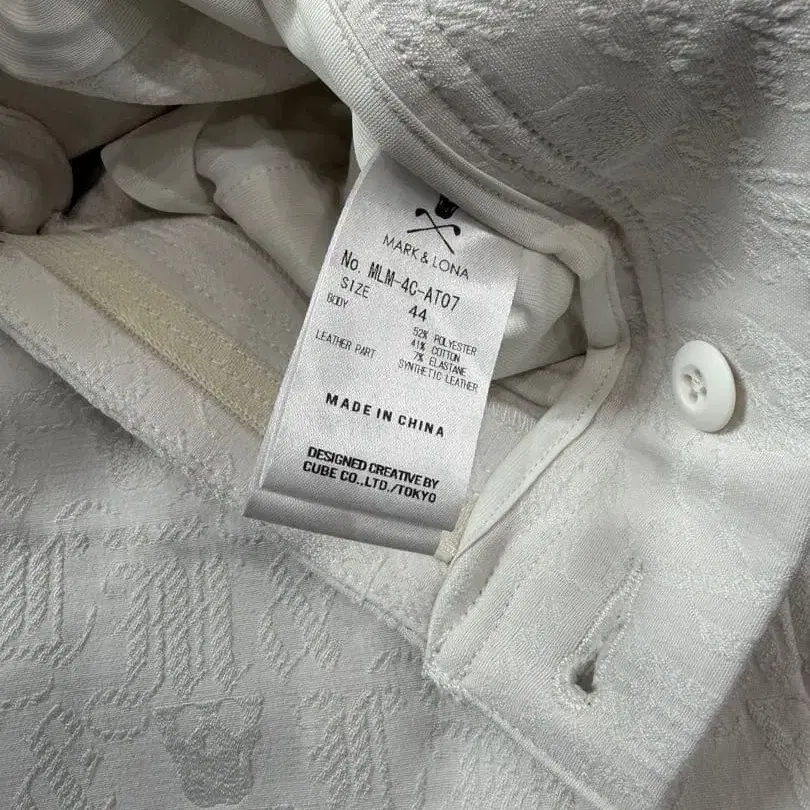 MARK & LONA
No. MLM-4C-AT07
SIZE 44
BODY 52% POLYESTER
41% COTTON
7% ELASTANE
LEATHER PART SYNTHETIC LEATHER
MADE IN CHINA
DESIGNED CREATIVE BY
CUBE CO.,LTD./TOKYO